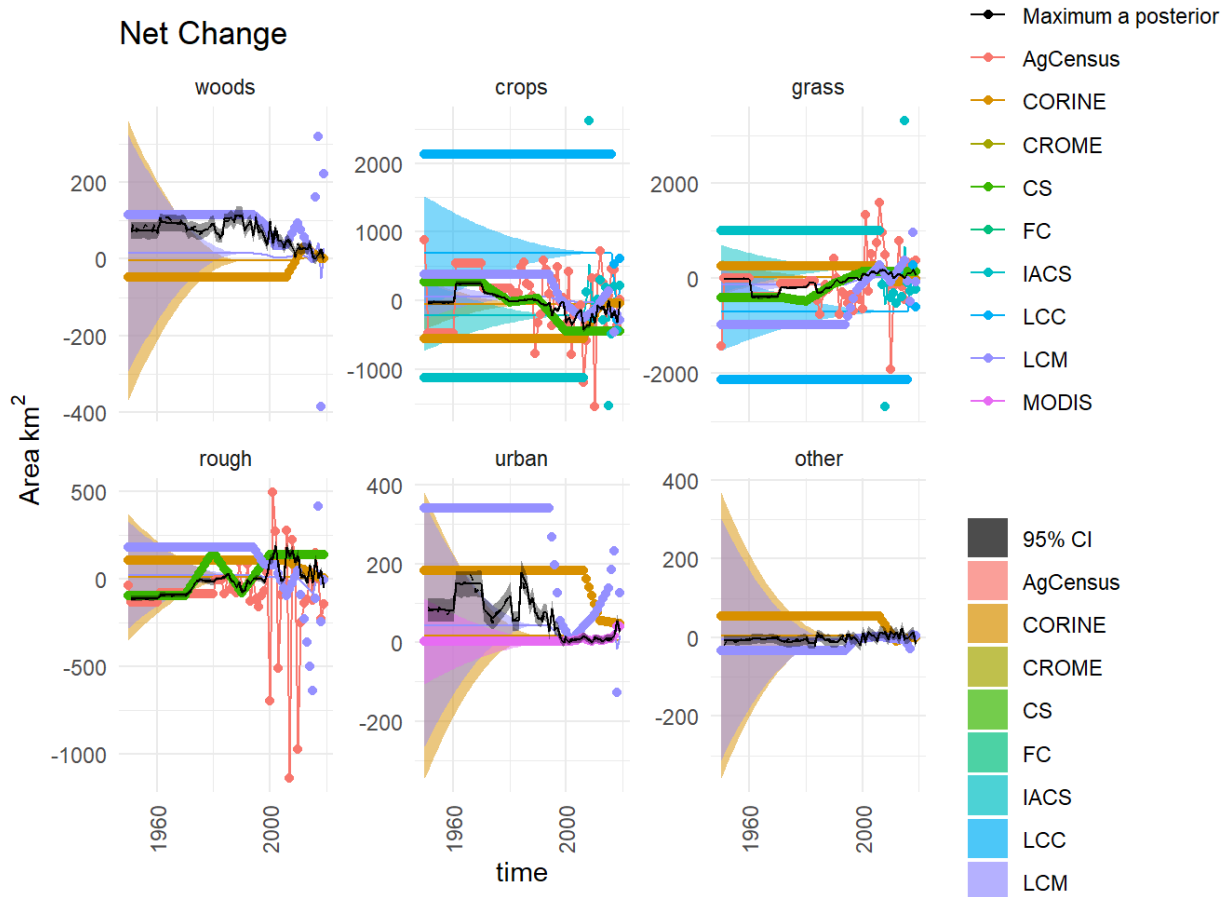 Net Change
woods
crops
grass
200
0
-200
-400
2000
1000
0
-1000
2000
0
-2000
rough
urban
other
500
0
-500
-1000
400
200
0
-200
400
200
0
-200
1960
2000
1960
2000
1960
2000
Area km²
time
Maximum a posterior
AgCensus
CORINE
CROME
CS
FC
IACS
LCC
LCM
MODIS
95% CI
AgCensus
CORINE
CROME
CS
FC
IACS
LCC
LCM